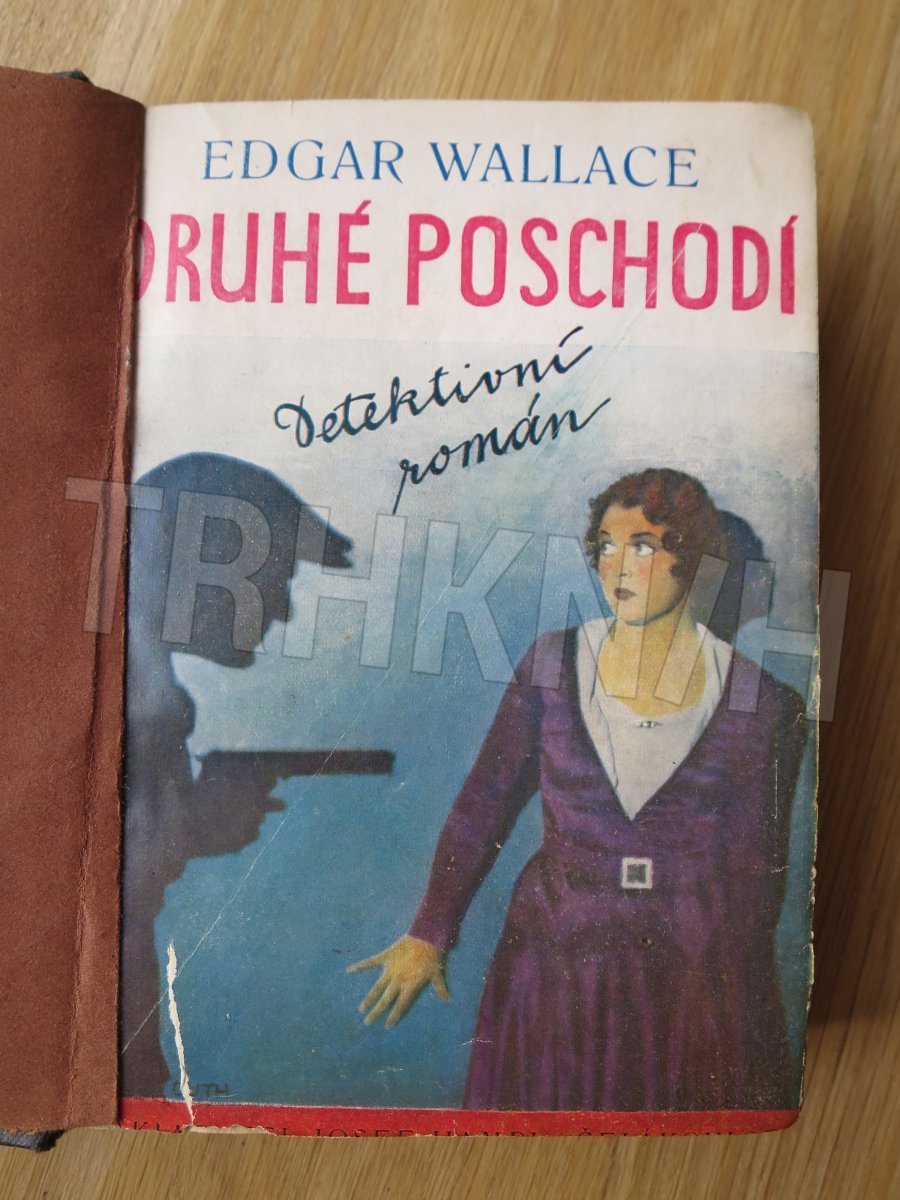 EDGAR WALLACE
DRUHÉ POSCHODÍ
Detektivní
román
TRHKNIH